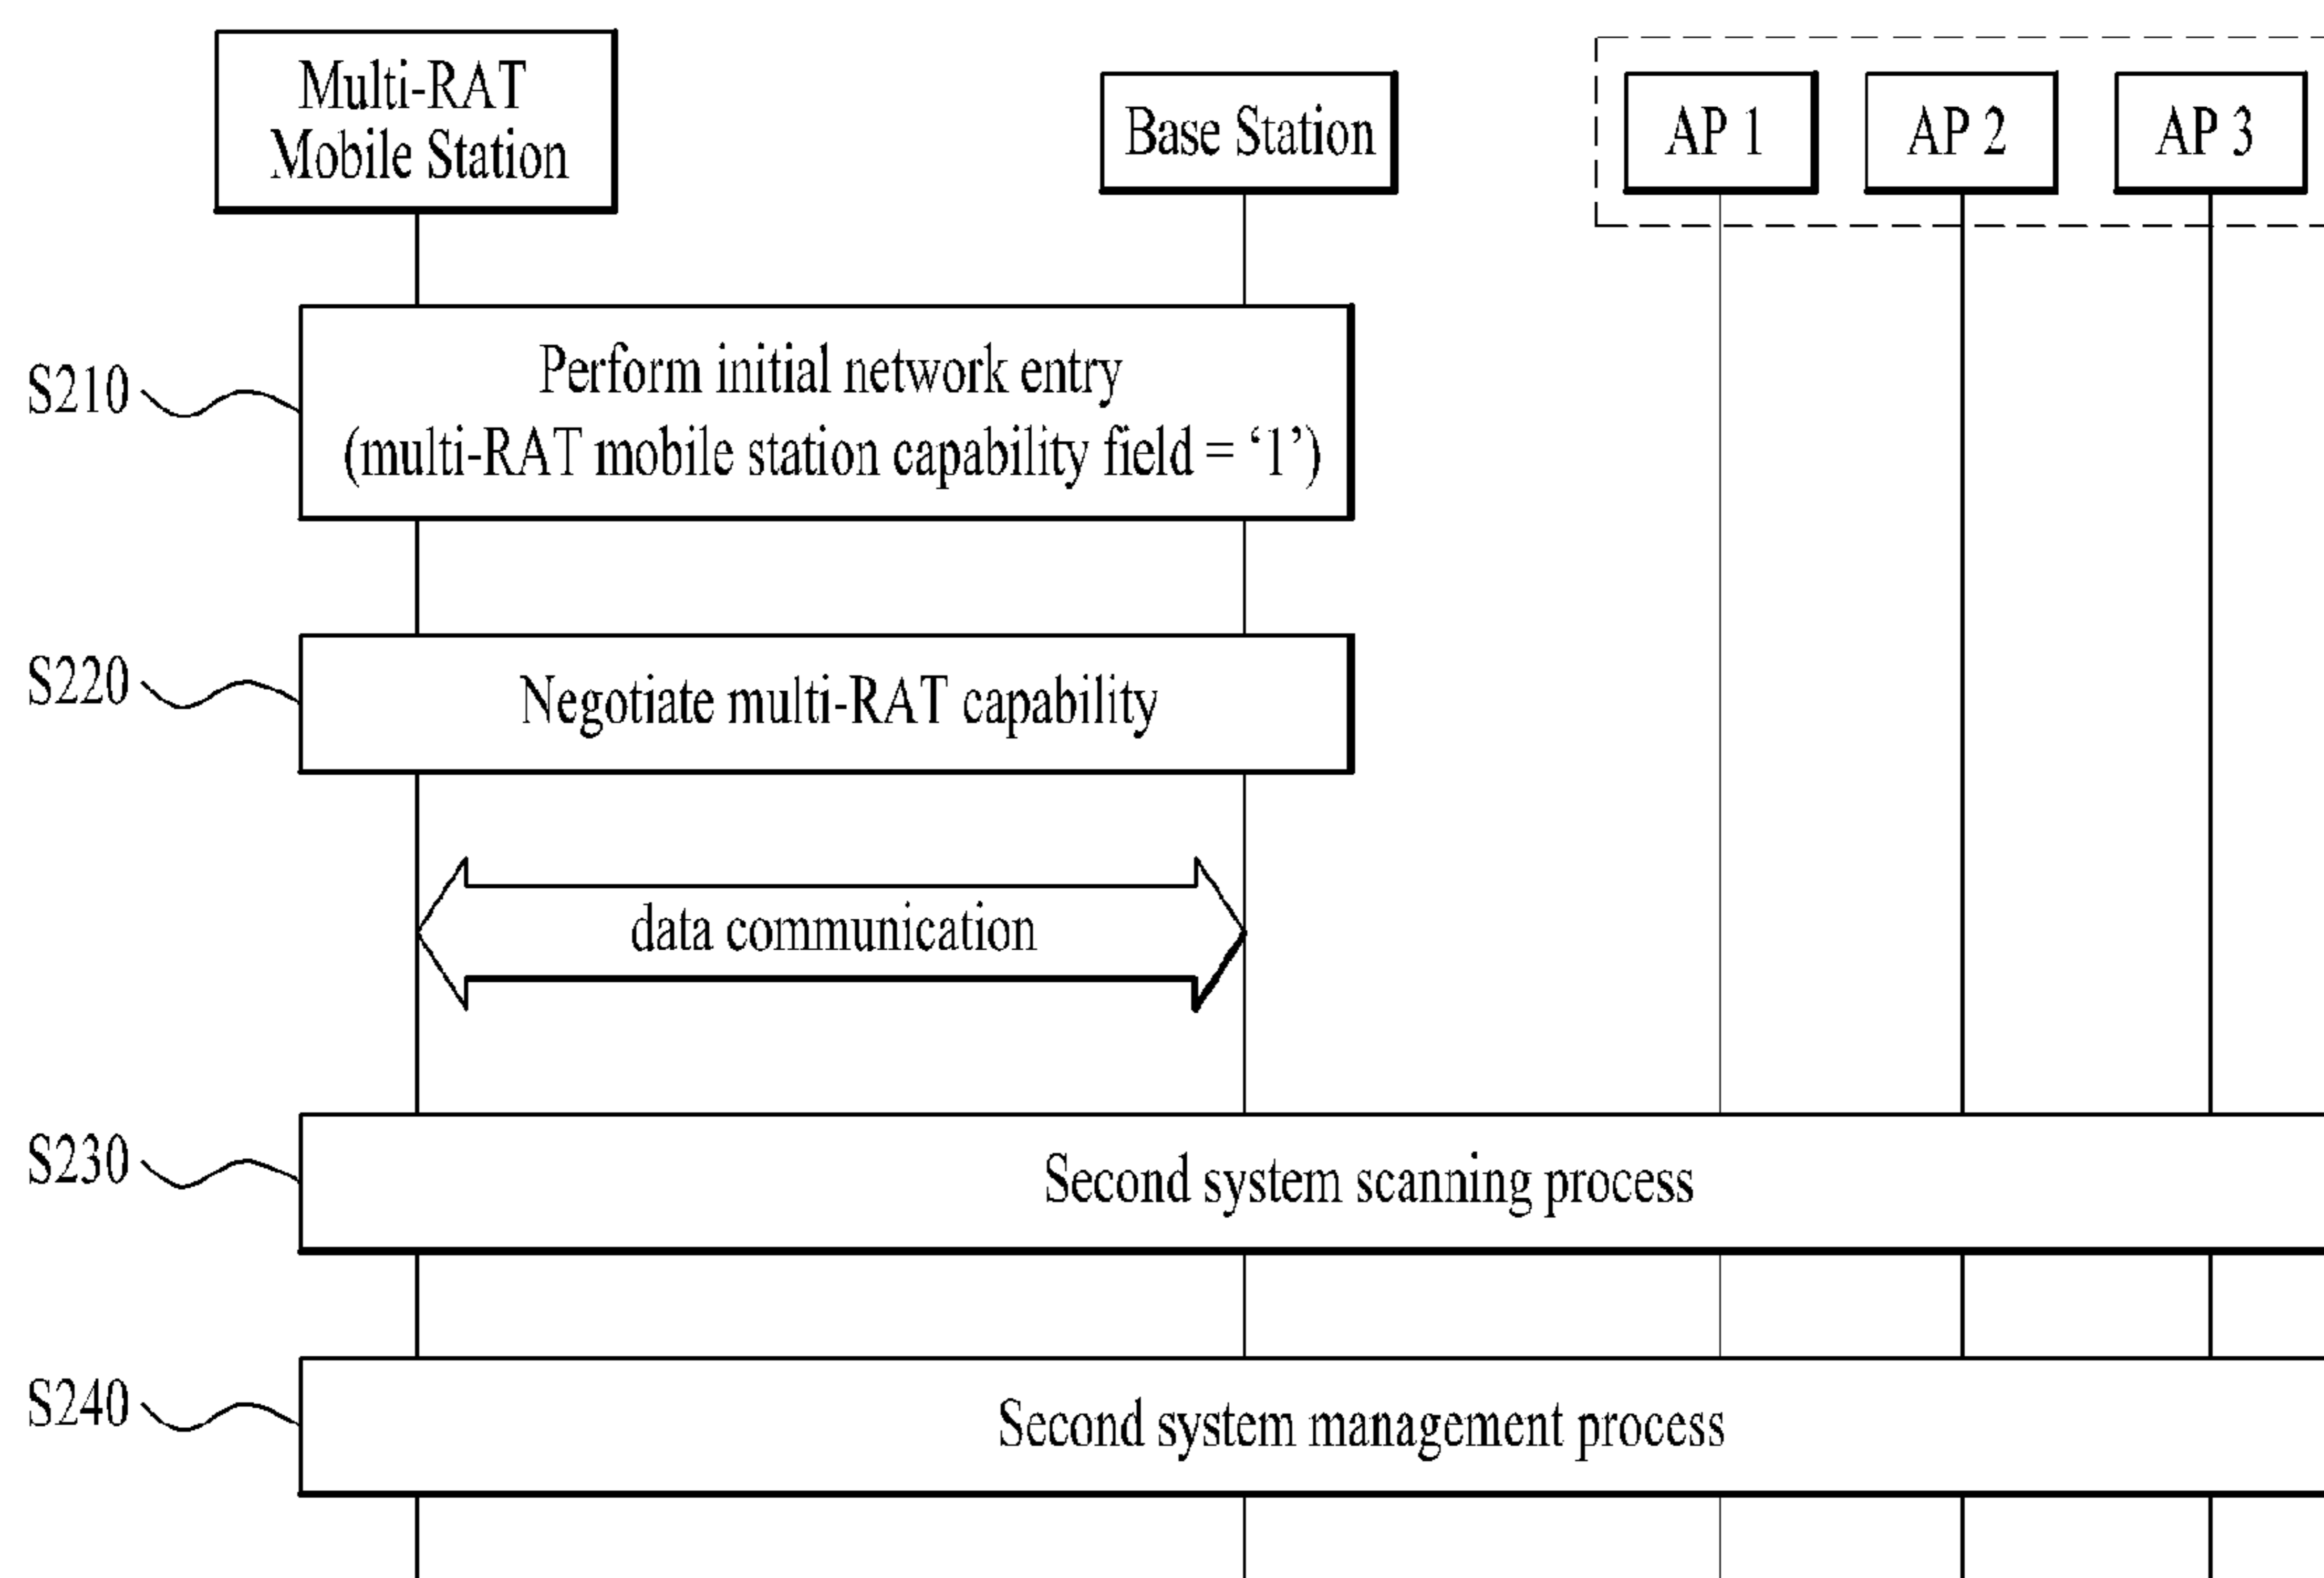 Multi-RAT
Mobile Station
Base Station
AP 1
AP 2
AP 3
S210
Perform initial network entry
(multi-RAT mobile station capability field = ‘1’)
S220
Negotiate multi-RAT capability
data communication
S230
Second system scanning process
S240
Second system management process